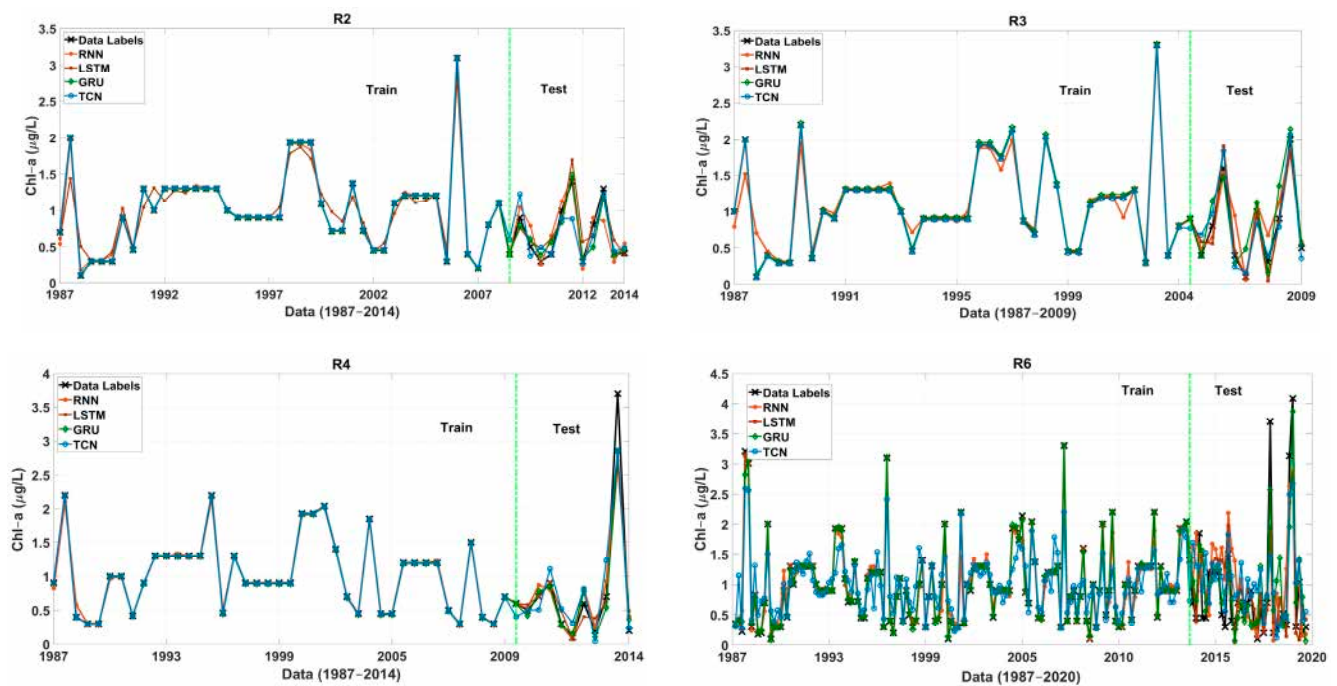 R2
3.5
3
2.5
2
1.5
1
0.5
0
Chl-a (µg/L)
Data Labels
RNN
LSTM
GRU
TCN
Train
Test
1987
1992
1997
2002
2007
2012
2014
Data (1987-2014)
R3
3.5
3
2.5
2
1.5
1
0.5
0
Chl-a (µg/L)
Data Labels
RNN
LSTM
GRU
TCN
Train
Test
1987
1991
1995
1999
2004
2009
Data (1987-2009)
R4
4
3.5
3
2.5
2
1.5
1
0.5
0
Chl-a (µg/L)
Data Labels
RNN
LSTM
GRU
TCN
Train
Test
1987
1993
1999
2005
2009
2014
Data (1987-2014)
R6
4.5
4
3.5
3
2.5
2
1.5
1
0.5
0
Chl-a (µg/L)
Data Labels
RNN
LSTM
GRU
TCN
Train
Test
1987
1993
1999
2005
2010
2015
2020
Data (1987-2020)